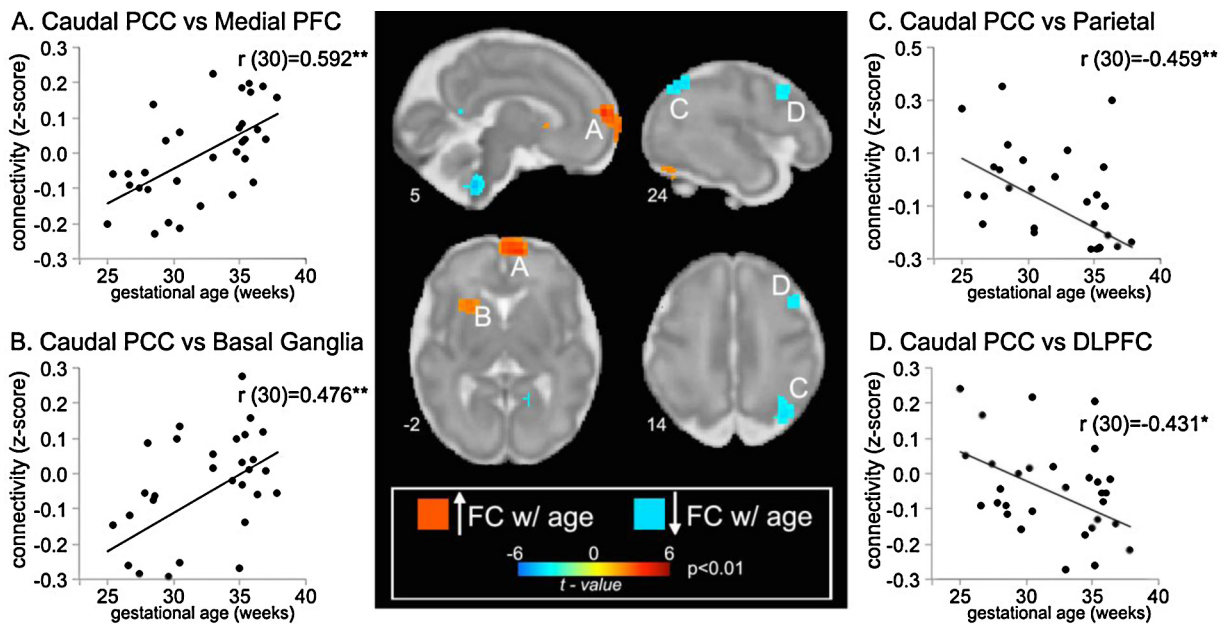 A. Caudal PCC vs Medial PFC
r (30)=0.592**
connectivity (z-score)
0.3
0.2
0.1
0.0
-0.1
-0.2
-0.3
25 30 35 40
gestational age (weeks)
B. Caudal PCC vs Basal Ganglia
r (30)=0.476**
connectivity (z-score)
0.3
0.2
0.1
0.0
-0.1
-0.2
-0.3
25 30 35 40
gestational age (weeks)
A
5
C
D
24
A
B
-2
D
C
14
FC w/ age
FC w/ age
-6 0 6
p<0.01
t - value
C. Caudal PCC vs Parietal
r (30)=-0.459**
connectivity (z-score)
0.5
0.3
0.1
-0.1
-0.3
25 30 35 40
gestational age (weeks)
D. Caudal PCC vs DLPFC
r (30)=-0.431*
connectivity (z-score)
0.3
0.2
0.1
0.0
-0.1
-0.2
-0.3
25 30 35 40
gestational age (weeks)